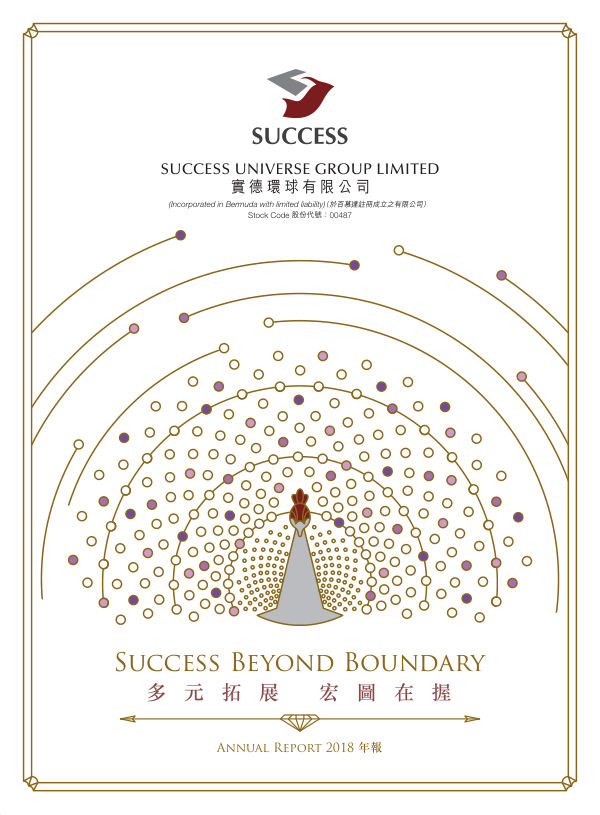 SUCCESS
SUCCESS UNIVERSE GROUP LIMITED
實德環球有限公司
(Incorporated in Bermuda with limited liability) (於百慕達註冊成立之有限公司)
Stock Code 股份代號：00487
SUCCESS BEYOND BOUNDARY
多元拓展 宏圖在握
ANNUAL REPORT 2018 年報